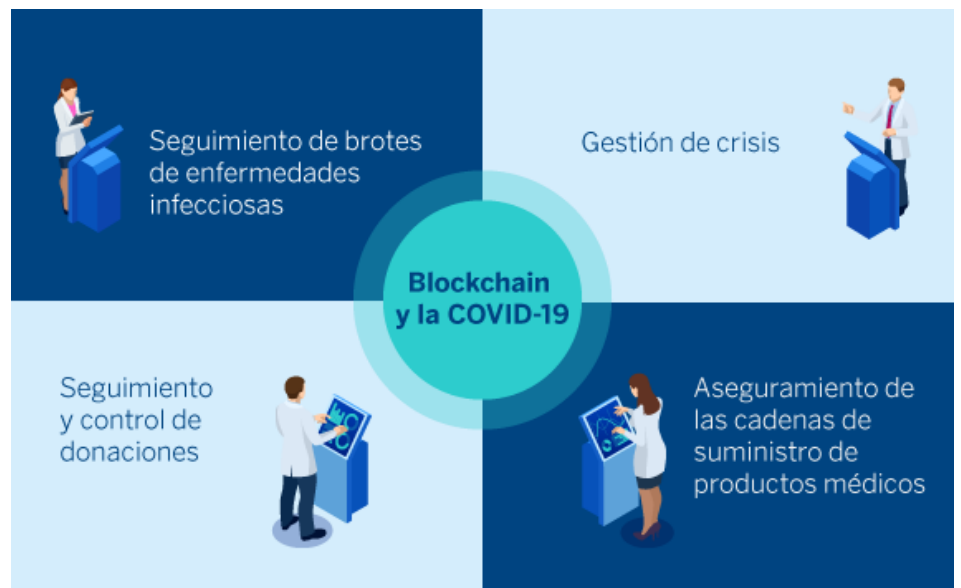 Seguimiento de brotes
de enfermedades
infecciosas
Gestión de crisis
Blockchain
y la COVID-19
Seguimiento
y control de
donaciones
Aseguramiento de
las cadenas de
suministro de
productos médicos